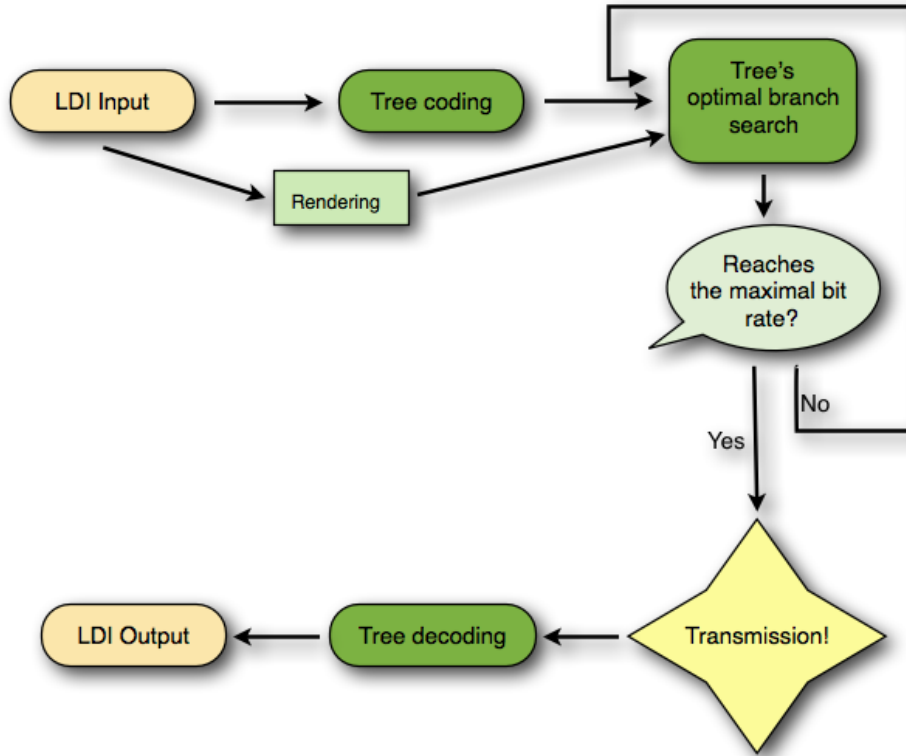 LDI Input
Tree coding
Tree's
optimal branch
search
Rendering
Reaches
the maximal bit
rate?
No
Yes
Transmission!
Tree decoding
LDI Output